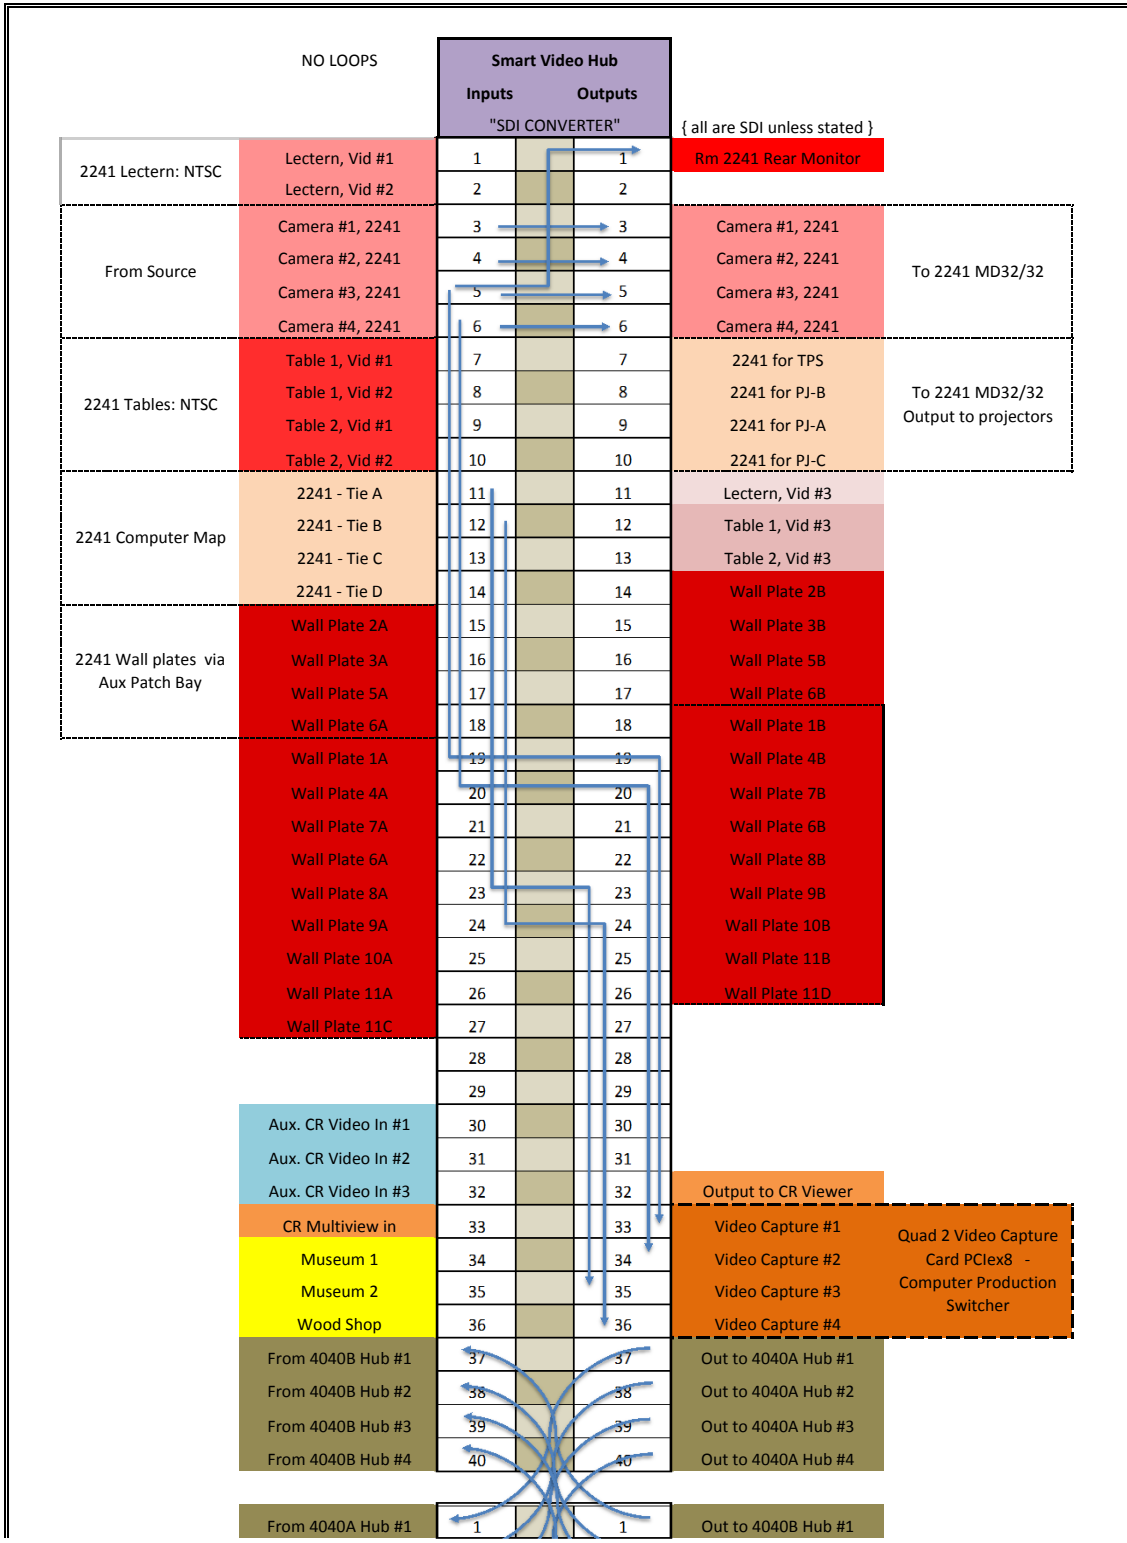 NO LOOPS
Smart Video Hub
Inputs Outputs
"SDI CONVERTER"
{ all are SDI unless stated }
2241 Lectern: NTSC
Lectern, Vid #1 1 1 Rm 2241 Rear Monitor
Lectern, Vid #2 2 2
From Source
Camera #1, 2241 3 3 Camera #1, 2241
Camera #2, 2241 4 4 Camera #2, 2241
To 2241 MD32/32
Camera #3, 2241 5 5 Camera #3, 2241
Camera #4, 2241 6 6 Camera #4, 2241
2241 Tables: NTSC
Table 1, Vid #1 7 7 2241 for TPS
Table 1, Vid #2 8 8 2241 for PJ-B
To 2241 MD32/32
Output to projectors
Table 2, Vid #1 9 9 2241 for PJ-A
Table 2, Vid #2 10 10 2241 for PJ-C
2241 Computer Map
2241 - Tie A 11 11 Lectern, Vid #3
2241 - Tie B 12 12 Table 1, Vid #3
2241 - Tie C 13 13 Table 2, Vid #3
2241 - Tie D 14 14 Wall Plate 2B
2241 Wall plates via
Aux Patch Bay
Wall Plate 2A 15 15 Wall Plate 3B
Wall Plate 3A 16 16 Wall Plate 5B
Wall Plate 5A 17 17 Wall Plate 6B
Wall Plate 6A 18 18 Wall Plate 1B
Wall Plate 1A 19 19 Wall Plate 4B
Wall Plate 4A 20 20 Wall Plate 7B
Wall Plate 7A 21 21 Wall Plate 6B
Wall Plate 6A 22 22 Wall Plate 8B
Wall Plate 8A 23 23 Wall Plate 9B
Wall Plate 9A 24 24 Wall Plate 10B
Wall Plate 10A 25 25 Wall Plate 11B
Wall Plate 11A 26 26 Wall Plate 11D
Wall Plate 11C 27 27
28 28
29 29
Aux. CR Video In #1 30 30
Aux. CR Video In #2 31 31
Aux. CR Video In #3 32 32 Output to CR Viewer
CR Multiview in 33 33 Video Capture #1
Museum 1 34 34 Video Capture #2
Museum 2 35 35 Video Capture #3
Wood Shop 36 36 Video Capture #4
Quad 2 Video Capture
Card PCIex8 -
Computer Production
Switcher
From 4040B Hub #1 37 37 Out to 4040A Hub #1
From 4040B Hub #2 38 38 Out to 4040A Hub #2
From 4040B Hub #3 39 39 Out to 4040A Hub #3
From 4040B Hub #4 40 40 Out to 4040A Hub #4
From 4040A Hub #1 1 1 Out to 4040B Hub #1